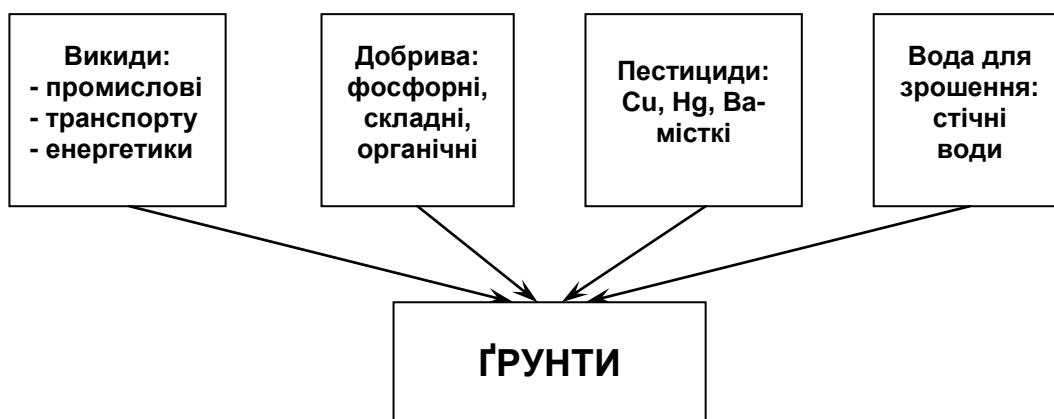 Викиди:
- промислові
- транспорту
- енергетики
Добрива:
фосфорні,
складні,
органічні
Пестициди:
Cu, Hg, Ba-
місткі
Вода для
зрошення:
стічні
води
ҐРУНТИ